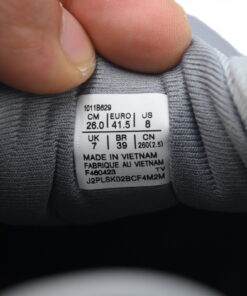 1011B629
CM EURO US
26.0 41.5 8
UK BR CN
7 39 260(2.5)
MADE IN VIETNAM
FABRIQUE AU VIETNAM
F480423 TV
J2PLSK02BCF4M2M